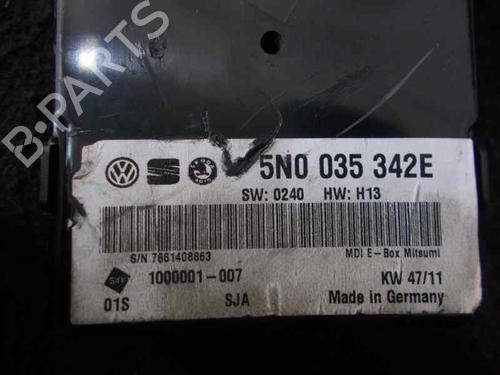 B-PARTS
5N0 035 342E
SW: 0240 HW: H13
S/N 7661408863
MDI E-Box Mitsumi
1000001-007
KW 47/11
01S
SJA
Made in Germany